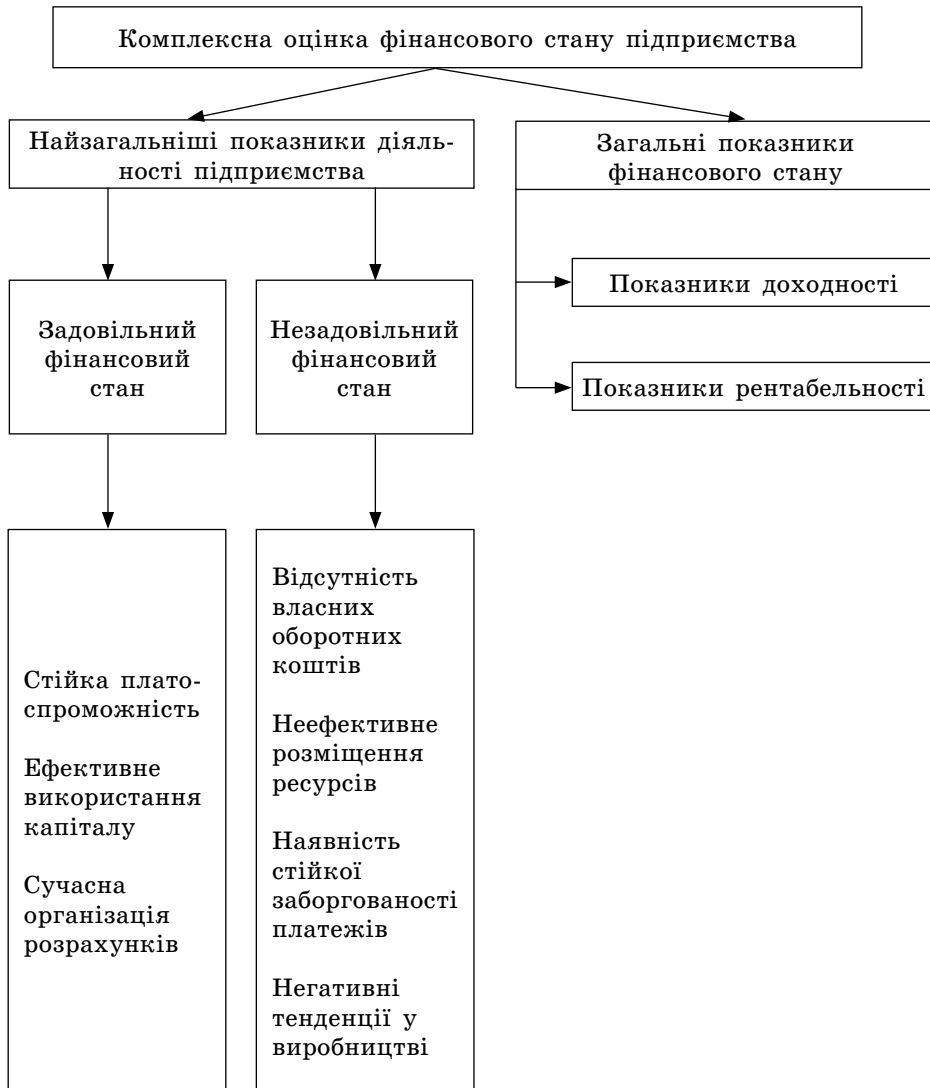 Комплексна оцінка фінансового стану підприємства
Найзагальніші показники діяль-
ності підприємства
Загальні показники
фінансового стану
Показники доходності
Показники рентабельності
Задовільний
фінансовий
стан
Незадовільний
фінансовий
стан
Стійка плато-
спроможність
Ефективне
використання
капіталу
Сучасна
організація
розрахунків
Відсутність
власних
оборотних
коштів
Неефективне
розміщення
ресурсів
Наявність
стійкої
заборгованості
платежів
Негативні
тенденції у
виробництві